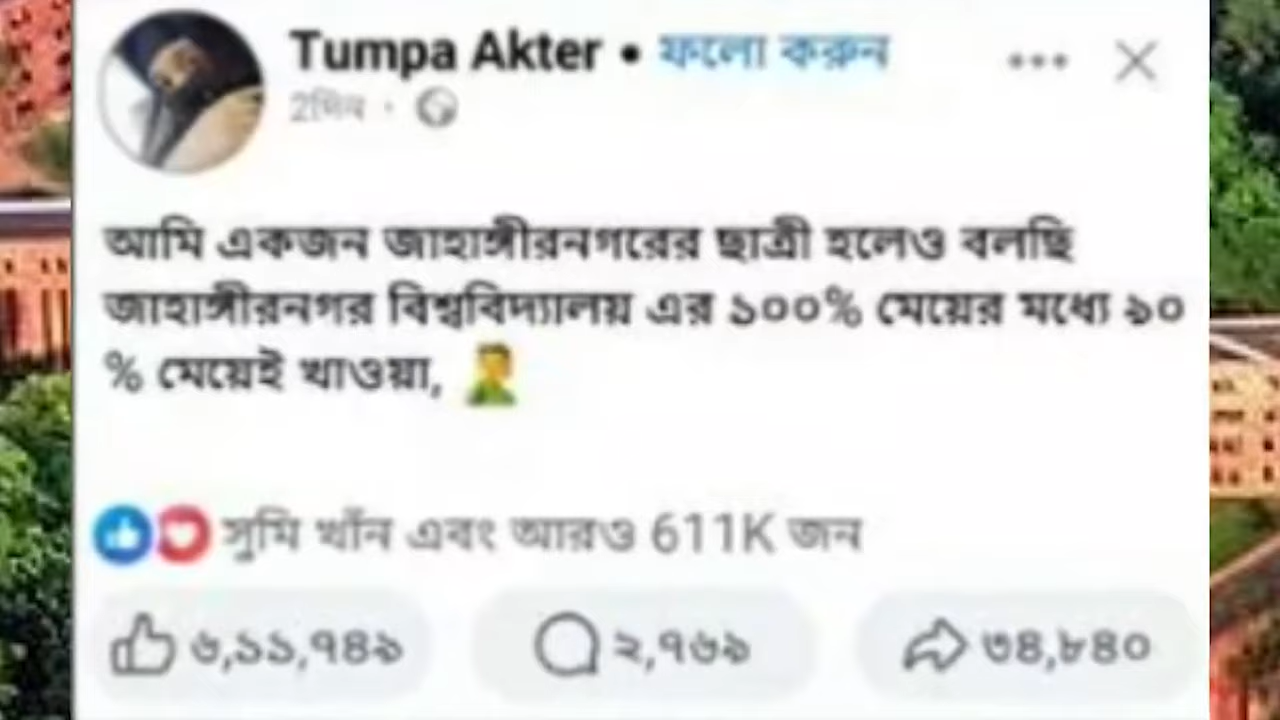 Tumpa Akter • ফলো করুন
2দিন ·
আমি একজন জাহাঙ্গীরনগরের ছাত্রী হলেও বলছি
জাহাঙ্গীরনগর বিশ্ববিদ্যালয় এর ১০০% মেয়ের মধ্যে ৯০
% মেয়েই খাওয়া,
সুমি খাঁন এবং আরও 611K জন
৬,১১,৭৪৯ ২,৭৬৯ ৩৪,৮৪০